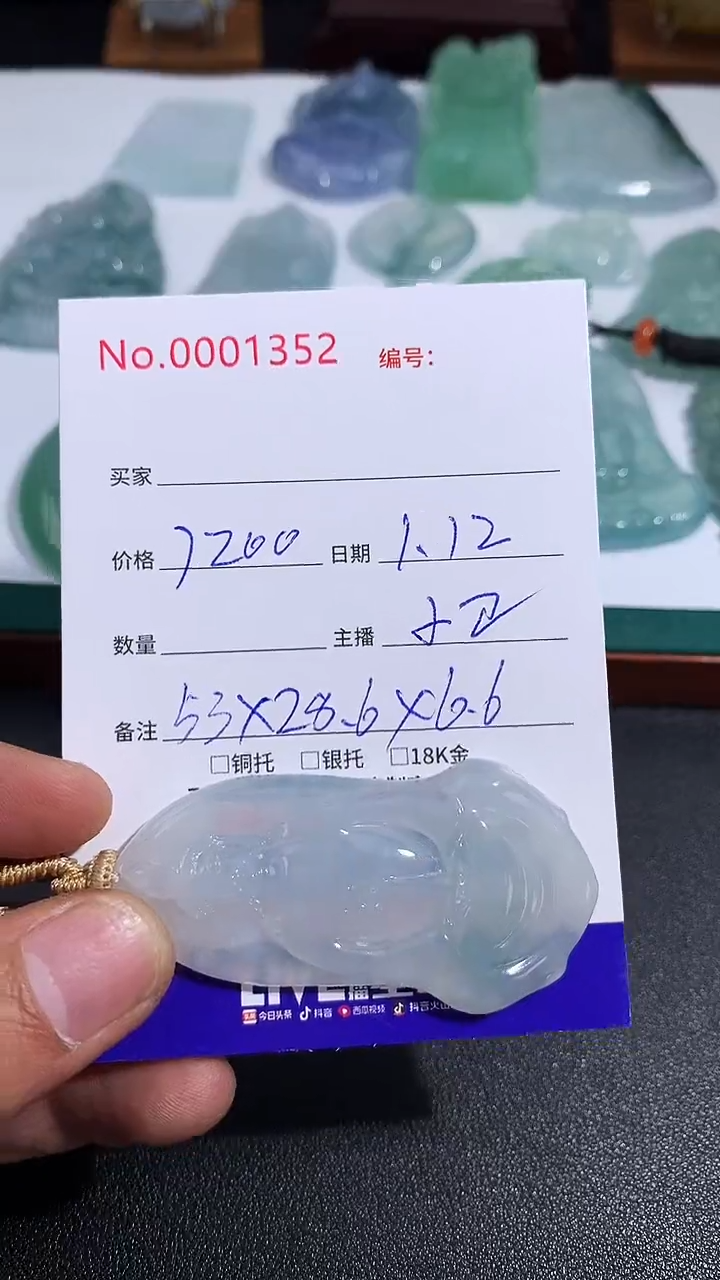 No.0001352 编号：
买家
价格 7200 日期 1.12
数量 主播
备注 53X28.6X6.6
□铜托 □银托 □18K金
LIVE
今日头条 抖音 西瓜视频 抖音火山